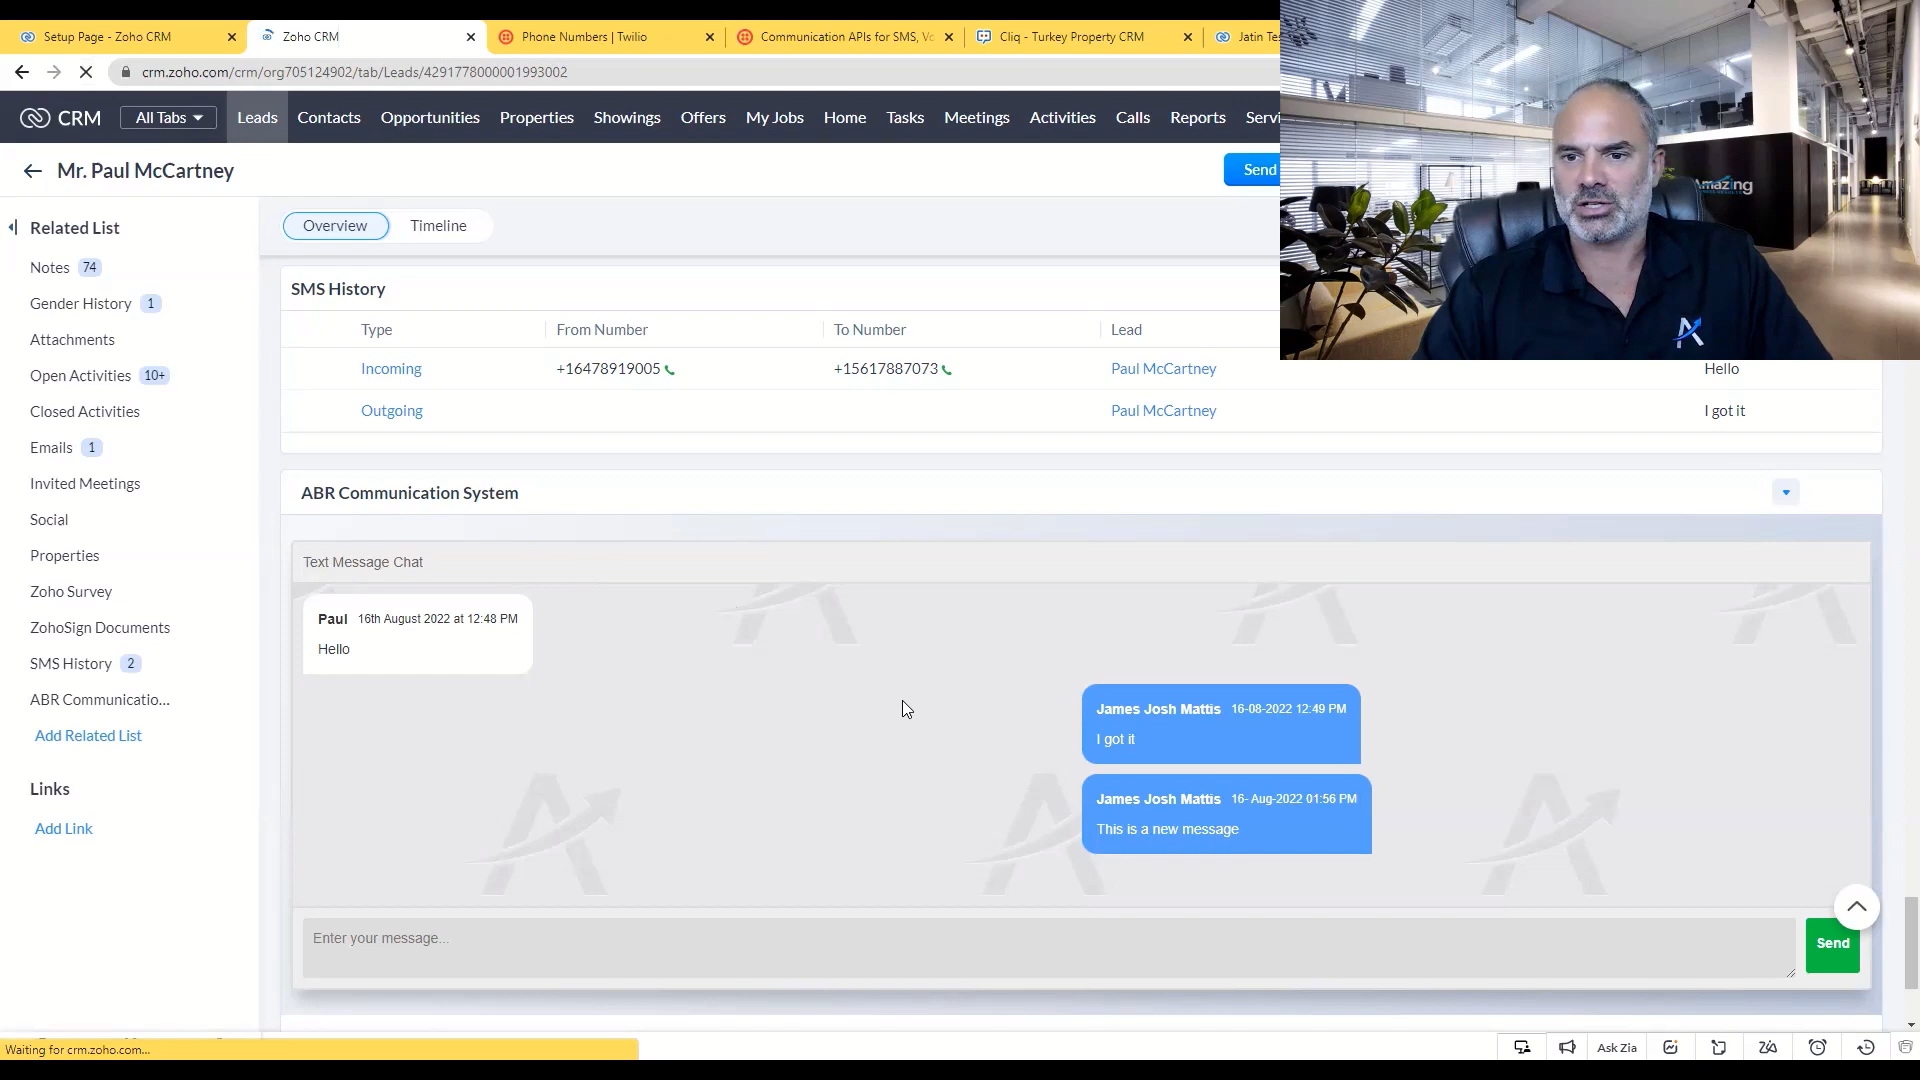 Setup Page - Zoho CRM
Zoho CRM
Phone Numbers | Twilio
Communication APIs for SMS, Vo
Cliq - Turkey Property CRM
Jatin Tes
crm.zoho.com/crm/org705124902/tab/Leads/4291778000001993002
CRM
All Tabs
Leads
Contacts
Opportunities
Properties
Showings
Offers
My Jobs
Home
Tasks
Meetings
Activities
Calls
Reports
Servi
Mr. Paul McCartney
Send
Amazing
Related List
Notes 74
Gender History 1
Attachments
Open Activities 10+
Closed Activities
Emails 1
Invited Meetings
Social
Properties
Zoho Survey
ZohoSign Documents
SMS History 2
ABR Communicatio...
Add Related List
Links
Add Link
Overview
Timeline
SMS History
Type From Number To Number Lead
Incoming +16478919005 +15617887073 Paul McCartney Hello
Outgoing Paul McCartney I got it
ABR Communication System
Text Message Chat
Paul 16th August 2022 at 12:48 PM
Hello
James Josh Mattis 16-08-2022 12:49 PM
I got it
James Josh Mattis 16- Aug-2022 01:56 PM
This is a new message
Enter your message...
Send
Waiting for crm.zoho.com...
Ask Zia